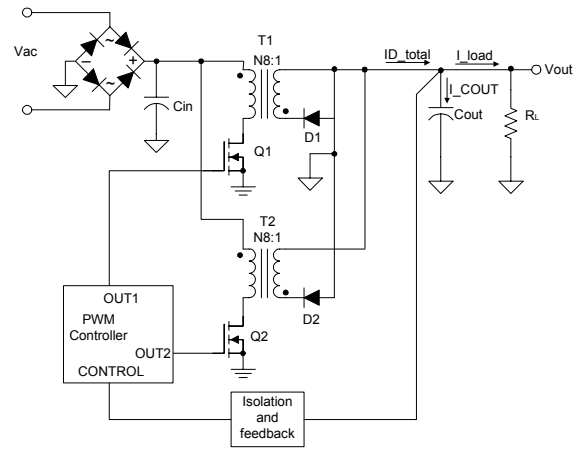 Vac
~
~
−
+
Cin
T1
N8:1
Q1
D1
ID_total
I_load
Vout
I_COUT
Cout
RL
T2
N8:1
Q2
D2
OUT1
PWM
Controller
OUT2
CONTROL
Isolation
and
feedback